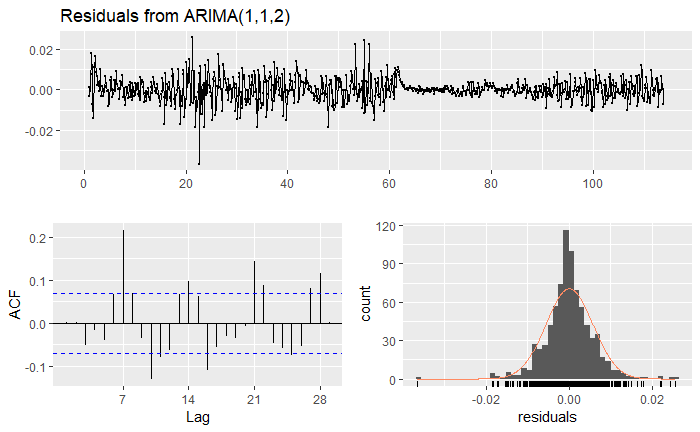 Residuals from ARIMA(1,1,2)
0.02
0.00
-0.02
0 20 40 60 80 100
ACF
0.2
0.1
0.0
-0.1
7 14 21 28
Lag
count
120
90
60
30
0
-0.02 0.00 0.02
residuals